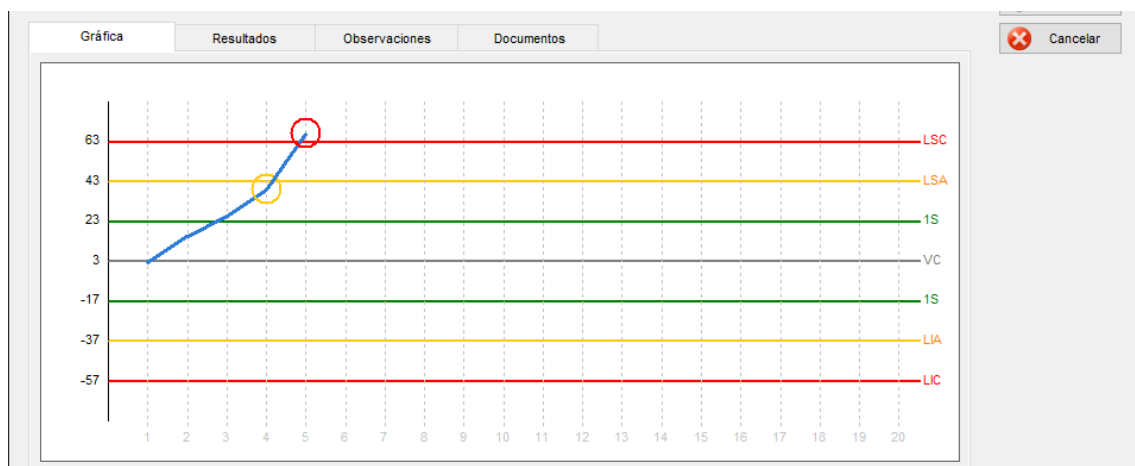 Gráfica Resultados Observaciones Documentos Cancelar
63 LSC
43 LSA
23 1S
3 VC
-17 1S
-37 LIA
-57 LIC
1 2 3 4 5 6 7 8 9 10 11 12 13 14 15 16 17 18 19 20